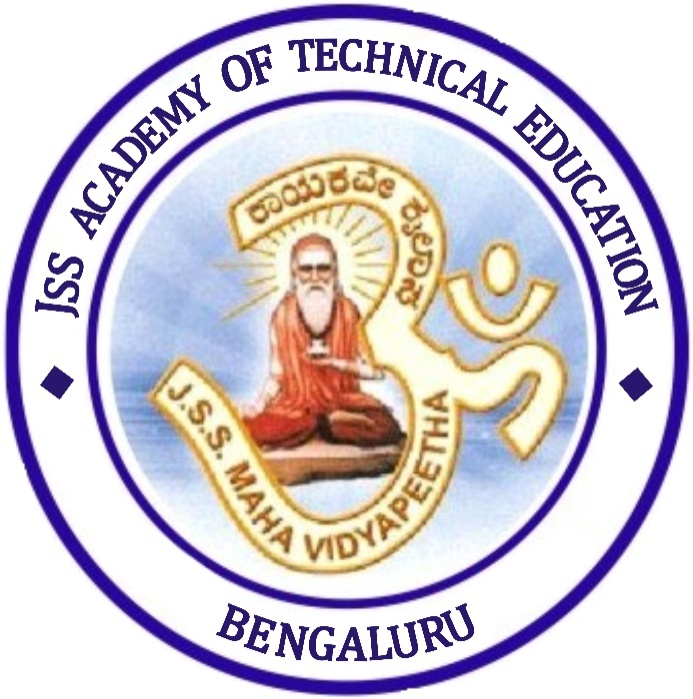 JSS ACADEMY OF TECHNICAL EDUCATION
ಕಾಯಕವೇ ಕೈಲಾಸ
J.S.S. MAHA VIDYAPEETHA
BENGALURU